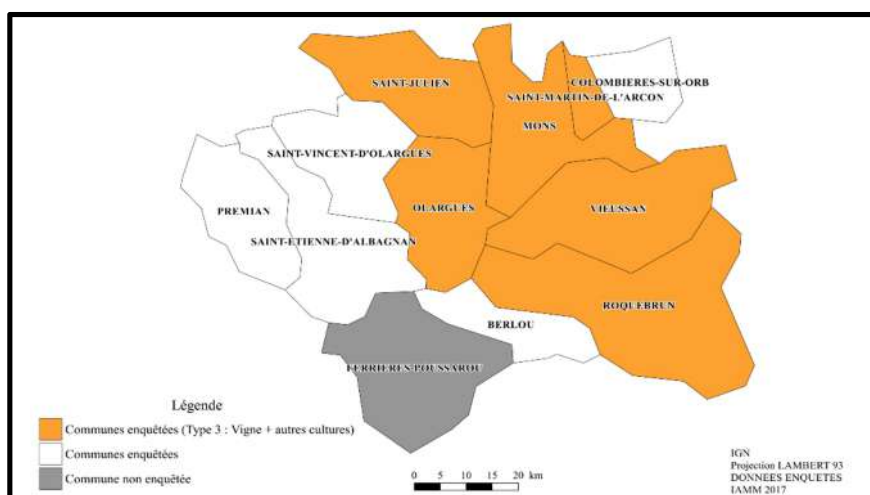 SAINT-JULIEN
COLOMBIERES-SUR-ORB
SAINT-MARTIN-DE-L'ARCON
MONS
SAINT-VINCENT-D'OLARGUES
PREMIAN
OLARGUES
VIEUSSAN
SAINT-ETIENNE-D'ALBAGNAN
ROQUEBRUN
BERLOU
FERRIERES-POUSSAROU
Légende
Communes enquêtées (Type 3 : Vigne + autres cultures)
Communes enquêtées
Commune non enquêtée
0 5 10 15 20 km
IGN
Projection LAMBERT 93
DONNEES ENQUETES
IAMM 2017